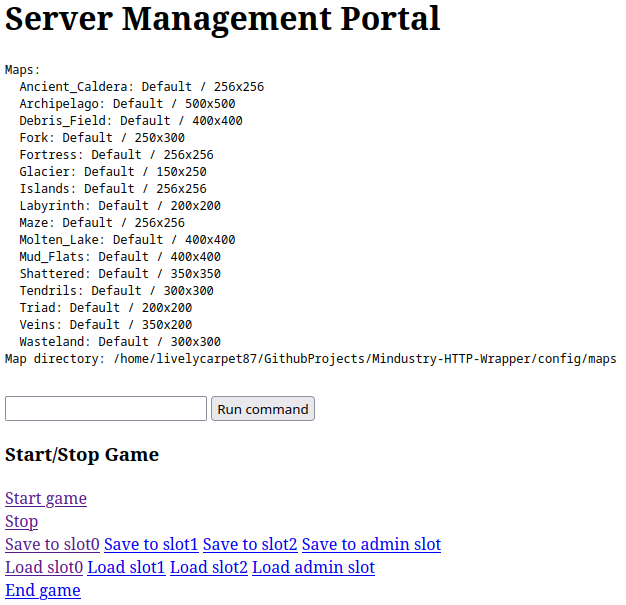 Server Management Portal
Maps:
Ancient_Caldera: Default / 256x256
Archipelago: Default / 500x500
Debris_Field: Default / 400x400
Fork: Default / 250x300
Fortress: Default / 256x256
Glacier: Default / 150x250
Islands: Default / 256x256
Labyrinth: Default / 200x200
Maze: Default / 256x256
Molten_Lake: Default / 400x400
Mud_Flats: Default / 400x400
Shattered: Default / 350x350
Tendrils: Default / 300x300
Triad: Default / 200x200
Veins: Default / 350x200
Wasteland: Default / 300x300
Map directory: /home/livelycarpet87/GithubProjects/Mindustry-HTTP-Wrapper/config/maps
Run command
Start/Stop Game
Start game
Stop
Save to slot0 Save to slot1 Save to slot2 Save to admin slot
Load slot0 Load slot1 Load slot2 Load admin slot
End game